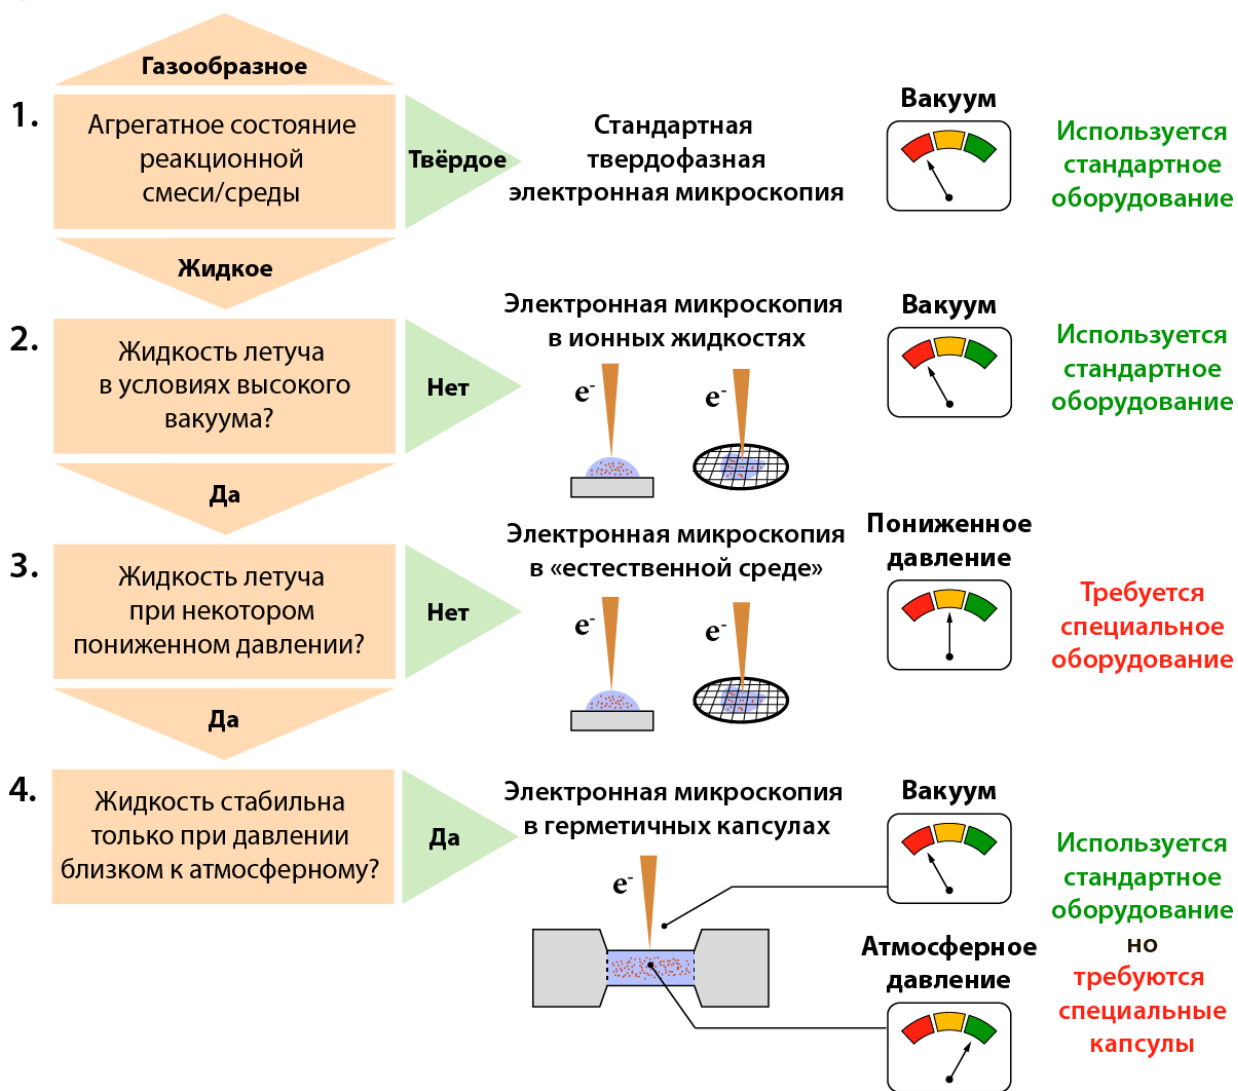 Газообразное
1.
Агрегатное состояние
реакционной
смеси/среды
Твёрдое
Стандартная
твердофазная
электронная микроскопия
Вакуум
Используется
стандартное
оборудование
Жидкое
2.
Жидкость летуча
в условиях высокого
вакуума?
Нет
Электронная микроскопия
в ионных жидкостях
e-
e-
Вакуум
Используется
стандартное
оборудование
Да
3.
Жидкость летуча
при некотором
пониженном давлении?
Нет
Электронная микроскопия
в «естественной среде»
e-
e-
Пониженное
давление
Требуется
специальное
оборудование
Да
4.
Жидкость стабильна
только при давлении
близком к атмосферному?
Да
Электронная микроскопия
в герметичных капсулах
e-
Вакуум
Атмосферное
давление
Используется
стандартное
оборудование
но
требуются
специальные
капсулы